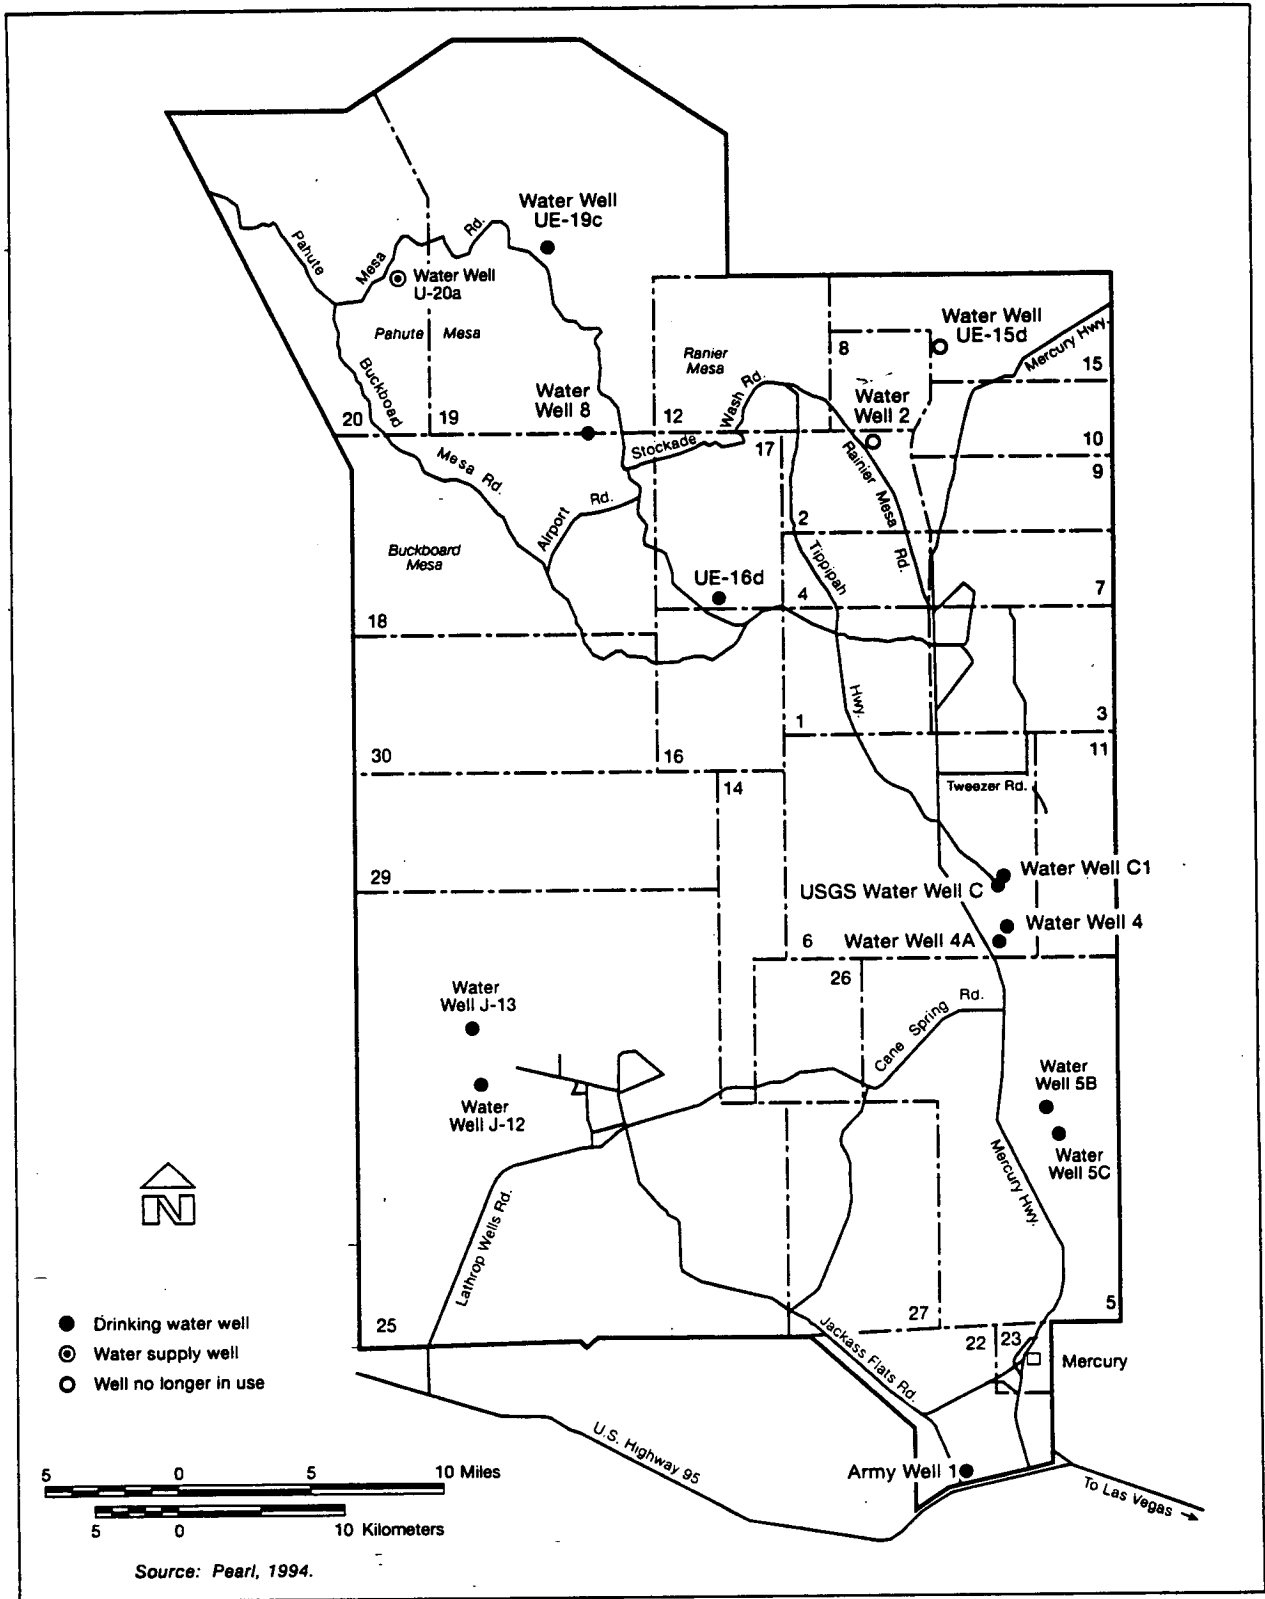 Water Well
UE-19c
Pahute
Mesa
Rd.
Water Well
U-20a
Pahute Mesa
Buckboard
Mesa Rd.
Water
Well 8
20
19
12
Ranier
Mesa
Stockade
Wash Rd.
17
8
Water Well
UE-15d
Mercury Hwy.
15
Water
Well 2
10
9
Rainier Mesa
Rd.
2
Tippipah
Hwy.
Airport Rd.
Buckboard
Mesa
UE-16d
4
7
18
1
3
11
30
16
14
Tweezer Rd.
29
Water Well C1
USGS Water Well C
Water Well 4
6
Water Well 4A
26
Cane Spring Rd.
Water
Well J-13
Water
Well J-12
Water
Well 5B
Water
Well 5C
Mercury Hwy.
Lathrop Wells Rd.
25
27
5
22
23
Mercury
Jackass Flats Rd.
Army Well 1
U.S. Highway 95
To Las Vegas
N
Drinking water well
Water supply well
Well no longer in use
5 0 5 10 Miles
5 0 10 Kilometers
Source: Pearl, 1994.